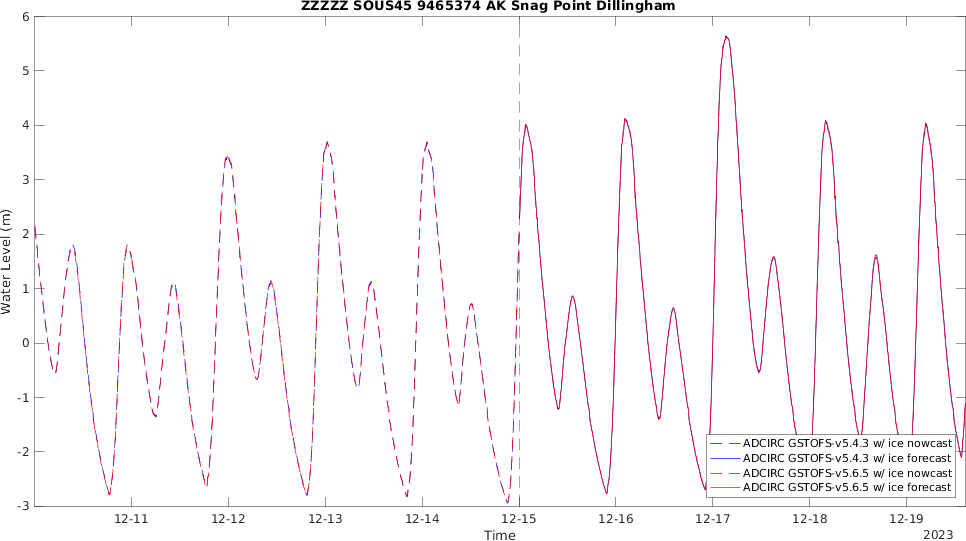 ZZZZZ SOUS45 9465374 AK Snag Point Dillingham
6
5
4
3
2
1
0
-1
-2
-3
Water Level (m)
12-11 12-12 12-13 12-14 12-15 12-16 12-17 12-18 12-19
Time
2023
ADCIRC GSTOFS-v5.4.3 w/ ice nowcast
ADCIRC GSTOFS-v5.4.3 w/ ice forecast
ADCIRC GSTOFS-v5.6.5 w/ ice nowcast
ADCIRC GSTOFS-v5.6.5 w/ ice forecast